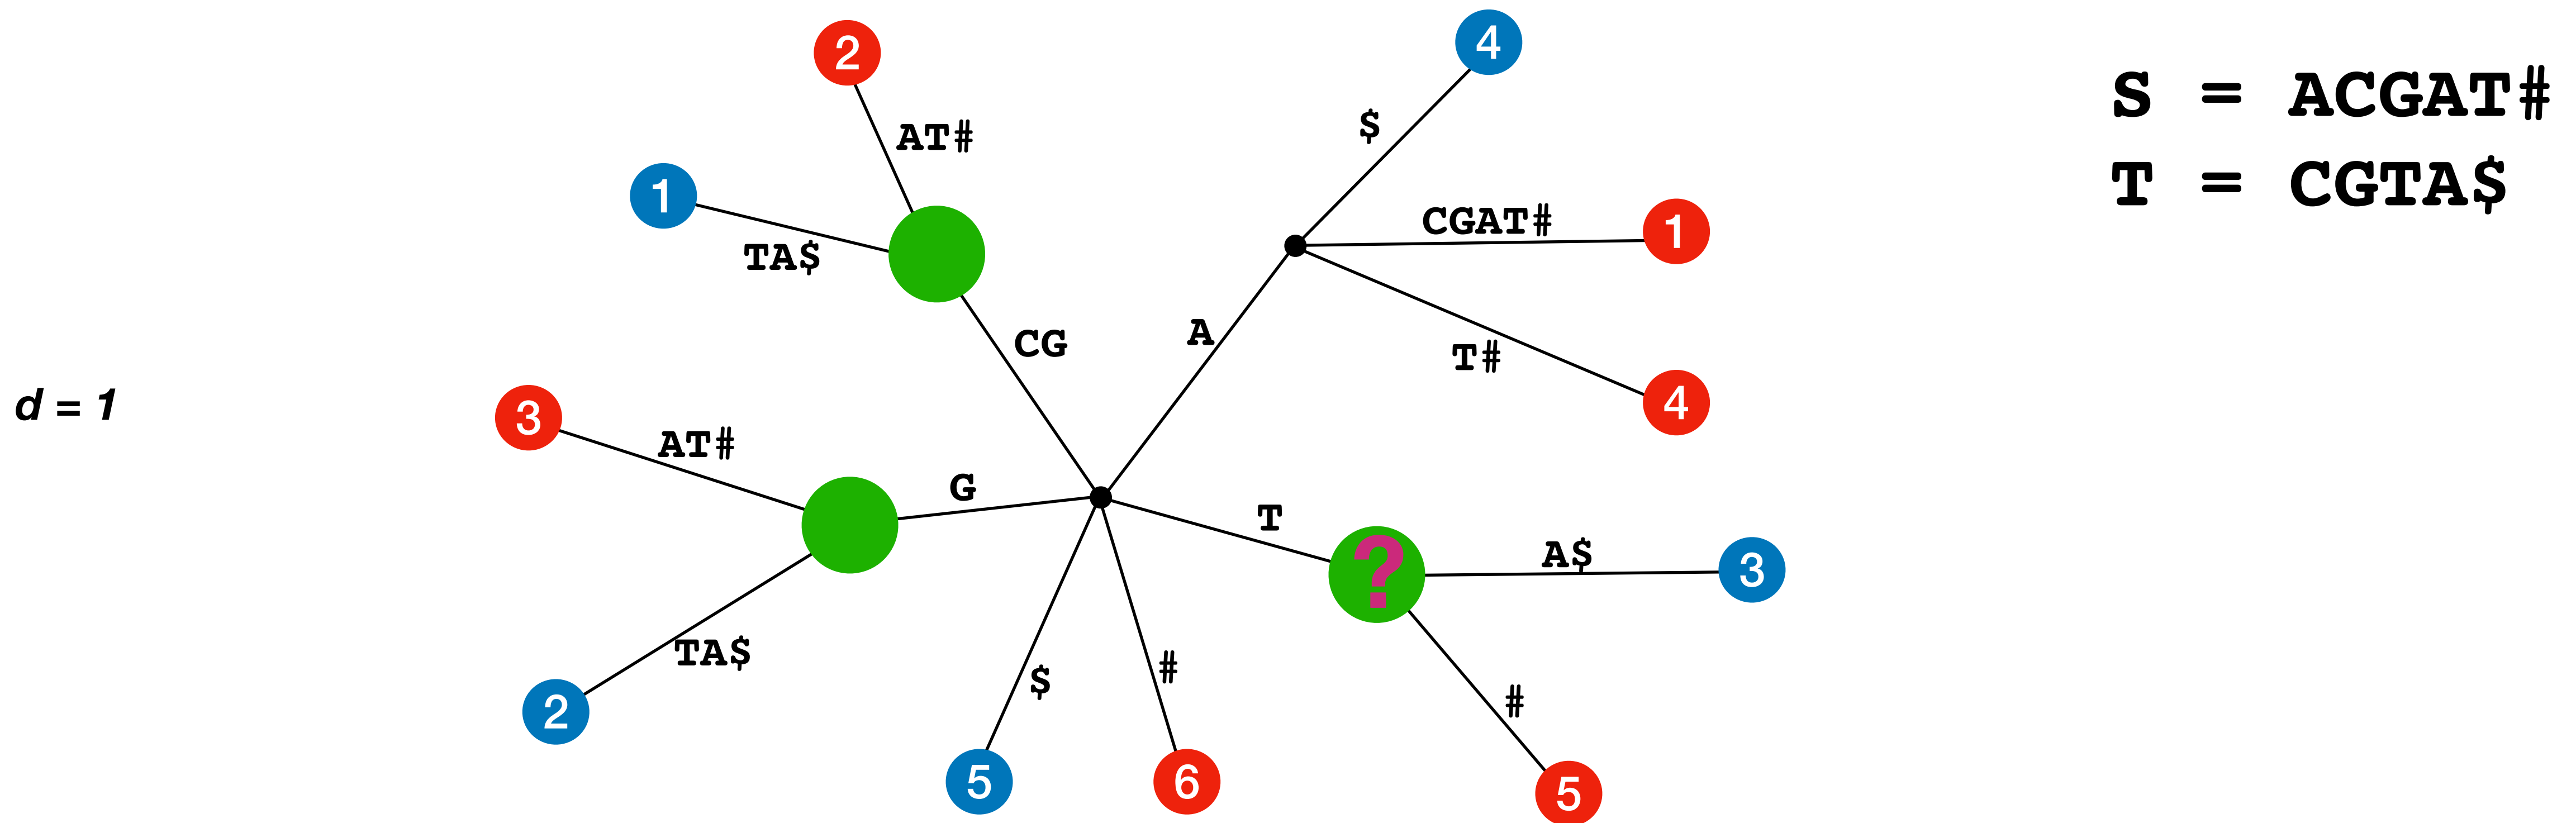 2
4
S = ACGAT#
AT#
$
1
T = CGTA$
CGAT#
1
TA$
A
CG
T#
d = 1
3
4
AT#
G
T
?
A$
3
TA$
$
#
#
2
5
6
5